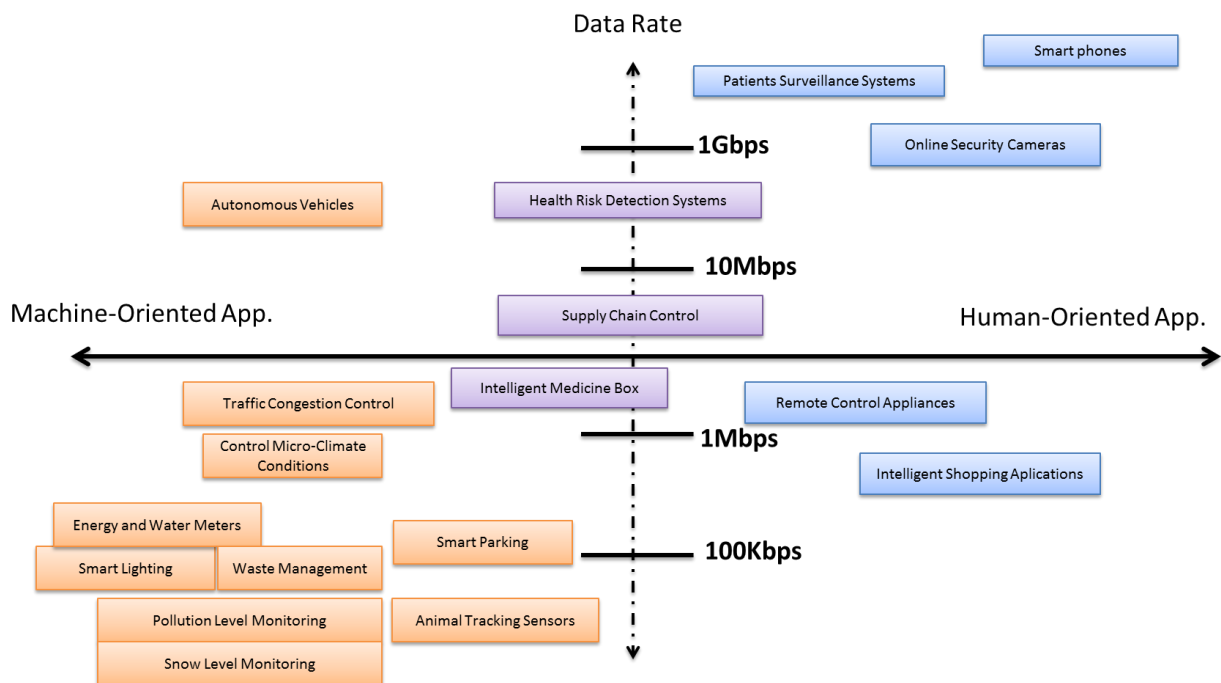 Data Rate
Smart phones
Patients Surveillance Systems
1Gbps
Online Security Cameras
Autonomous Vehicles
Health Risk Detection Systems
10Mbps
Machine-Oriented App.
Supply Chain Control
Human-Oriented App.
Traffic Congestion Control
Intelligent Medicine Box
Remote Control Appliances
1Mbps
Control Micro-Climate
Conditions
Intelligent Shopping Aplications
Energy and Water Meters
Smart Parking
100Kbps
Smart Lighting
Waste Management
Pollution Level Monitoring
Animal Tracking Sensors
Snow Level Monitoring